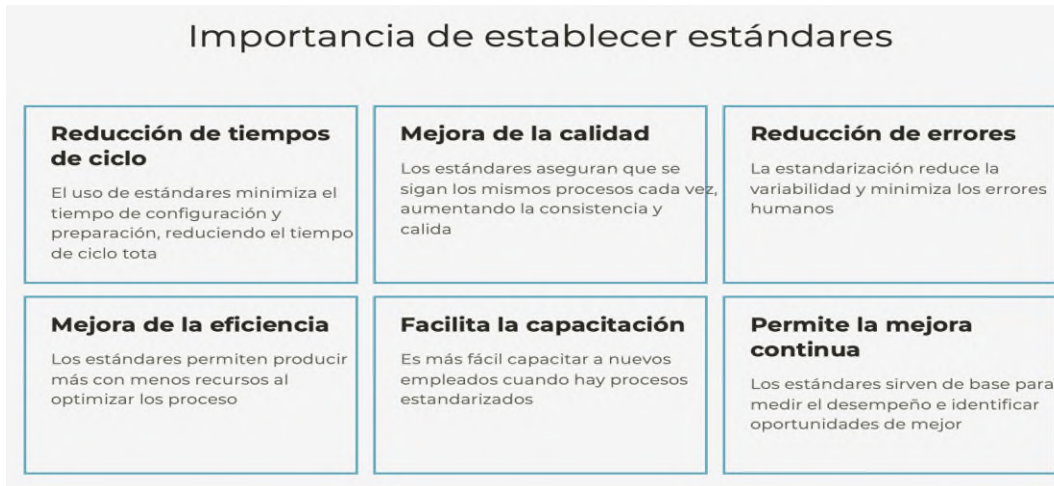 Importancia de establecer estándares
Reducción de tiempos
de ciclo
El uso de estándares minimiza el
tiempo de configuración y
preparación, reduciendo el tiempo
de ciclo tota
Mejora de la calidad
Los estándares aseguran que se
sigan los mismos procesos cada vez,
aumentando la consistencia y
calida
Reducción de errores
La estandarización reduce la
variabilidad y minimiza los errores
humanos
Mejora de la eficiencia
Los estándares permiten producir
más con menos recursos al
optimizar los proceso
Facilita la capacitación
Es más fácil capacitar a nuevos
empleados cuando hay procesos
estandarizados
Permite la mejora
continua
Los estándares sirven de base para
medir el desempeño e identificar
oportunidades de mejor